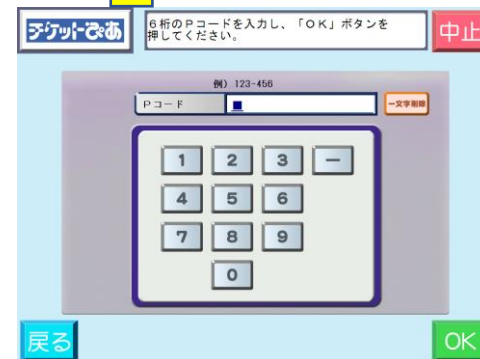 チケットぴあ
6桁のPコードを入力し、「OK」ボタンを
押してください。
中止
例) 123-456
Pコード
一文字削除
1 2 3 －
4 5 6
7 8 9
0
戻る
OK